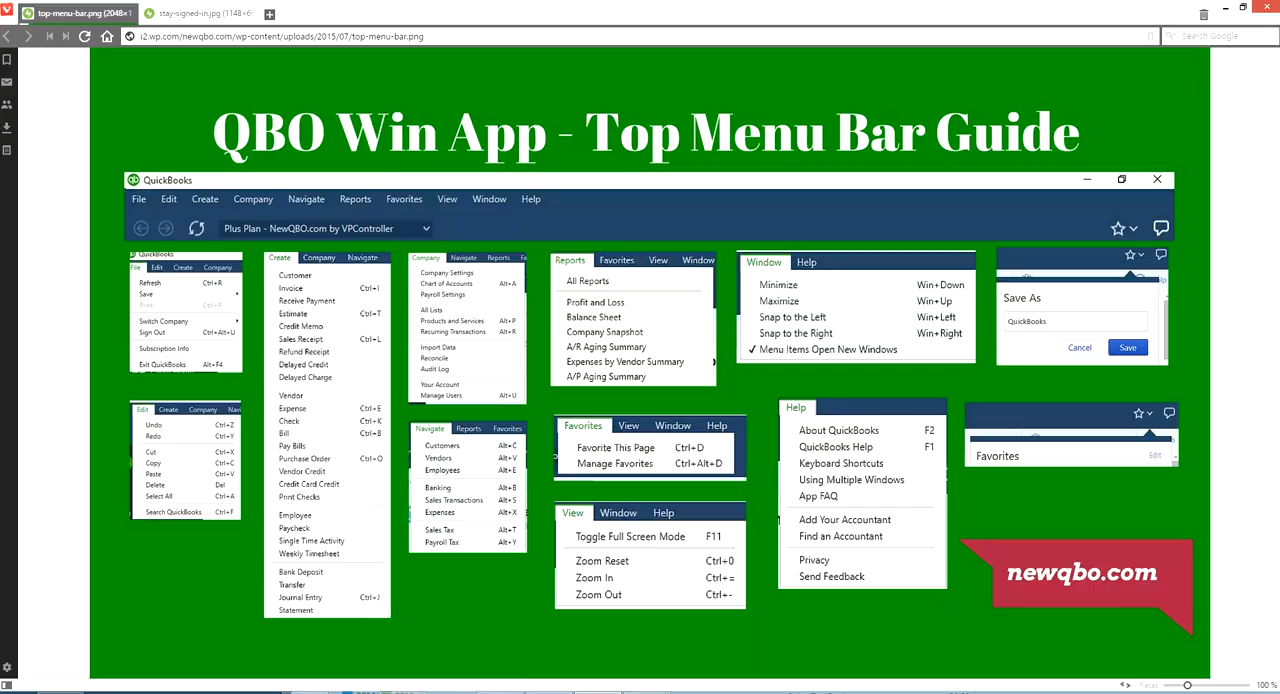 top-menu-bar.png (2048×1
stay-signed-in.jpg (1148×6
i2.wp.com/newqbo.com/wp-content/uploads/2015/07/top-menu-bar.png
Search Google
QBO Win App - Top Menu Bar Guide
QuickBooks
File Edit Create Company Navigate Reports Favorites View Window Help
Plus Plan - NewQBO.com by VPController
QuickBooks
File Edit Create Company
Refresh Ctrl+R
Save
Print Ctrl+P
Switch Company
Sign Out Ctrl+Alt+U
Subscription Info
Exit QuickBooks Alt+F4
Create Company Navigate
Customer
Invoice Ctrl+I
Receive Payment
Estimate Ctrl+T
Credit Memo
Sales Receipt Ctrl+L
Refund Receipt
Delayed Credit
Delayed Charge
Vendor
Expense Ctrl+E
Check Ctrl+K
Bill Ctrl+B
Pay Bills
Purchase Order Ctrl+O
Vendor Credit
Credit Card Credit
Print Checks
Employee
Paycheck
Single Time Activity
Weekly Timesheet
Bank Deposit
Transfer
Journal Entry Ctrl+J
Statement
Company Navigate Reports Fa
Company Settings
Chart of Accounts Alt+A
Payroll Settings
All Lists
Products and Services Alt+P
Recurring Transactions Alt+R
Import Data
Reconcile
Audit Log
Your Account
Manage Users Alt+U
Reports Favorites View Window
All Reports
Profit and Loss
Balance Sheet
Company Snapshot
A/R Aging Summary
Expenses by Vendor Summary
A/P Aging Summary
Window Help
Minimize Win+Down
Maximize Win+Up
Snap to the Left Win+Left
Snap to the Right Win+Right
✓ Menu Items Open New Windows
Save As
QuickBooks
Cancel Save
Edit Create Company Navi
Undo Ctrl+Z
Redo Ctrl+Y
Cut Ctrl+X
Copy Ctrl+C
Paste Ctrl+V
Delete Del
Select All Ctrl+A
Search QuickBooks Ctrl+F
Navigate Reports Favorites
Customers Alt+C
Vendors Alt+V
Employees Alt+E
Banking Alt+B
Sales Transactions Alt+S
Expenses Alt+X
Sales Tax Alt+T
Payroll Tax Alt+Y
Favorites View Window Help
Favorite This Page Ctrl+D
Manage Favorites Ctrl+Alt+D
View Window Help
Toggle Full Screen Mode F11
Zoom Reset Ctrl+0
Zoom In Ctrl+=
Zoom Out Ctrl+-
Help
About QuickBooks F2
QuickBooks Help F1
Keyboard Shortcuts
Using Multiple Windows
App FAQ
Add Your Accountant
Find an Accountant
Privacy
Send Feedback
Favorites Edit
newqbo.com
Reset 100 %